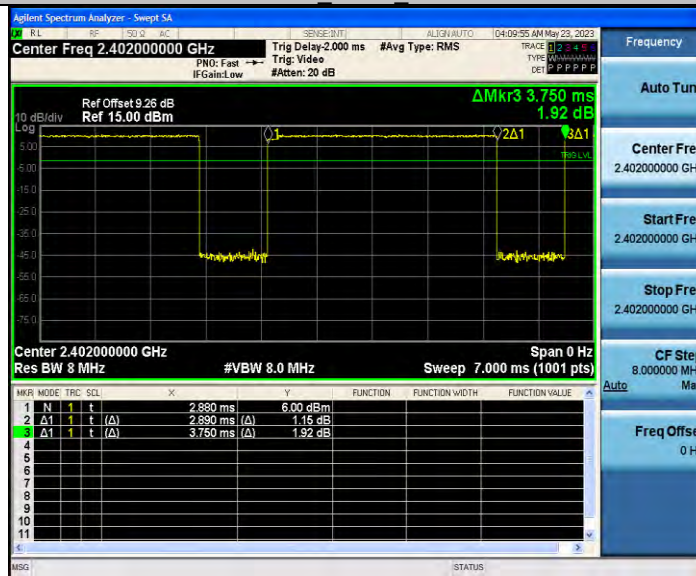 Agilent Spectrum Analyzer - Swept SA
RL RF 50 Ω AC SENSE:INT ALIGN AUTO 04:09:55 AM May 23, 2023
Center Freq 2.402000000 GHz
PNO: Fast
IFGain:Low
Trig Delay-2.000 ms
Trig: Video
#Atten: 20 dB
#Avg Type: RMS
TRACE 1 2 3 4 5 6
TYPE
DET P P P P P P
Frequency
Auto Tun
Center Fre
2.402000000 GH
Start Fre
2.402000000 GH
Stop Fre
2.402000000 GH
CF Step
8.000000 MH
Auto Ma
Freq Offse
0 H
ΔMkr3 3.750 ms
1.92 dB
Ref Offset 9.26 dB
10 dB/div Ref 15.00 dBm
Log
1 2Δ1 3Δ1
TRIG LVL
5.00
-5.00
-15.0
-25.0
-35.0
-45.0
-55.0
-65.0
-75.0
Center 2.402000000 GHz Span 0 Hz
Res BW 8 MHz #VBW 8.0 MHz Sweep 7.000 ms (1001 pts)
MKR MODE TRC SCL X Y FUNCTION FUNCTION WIDTH FUNCTION VALUE
1 N 1 t 2.880 ms 6.00 dBm
2 Δ1 1 t (Δ) 2.890 ms (Δ) 1.15 dB
3 Δ1 1 t (Δ) 3.750 ms (Δ) 1.92 dB
4
5
6
7
8
9
10
11
MSG STATUS